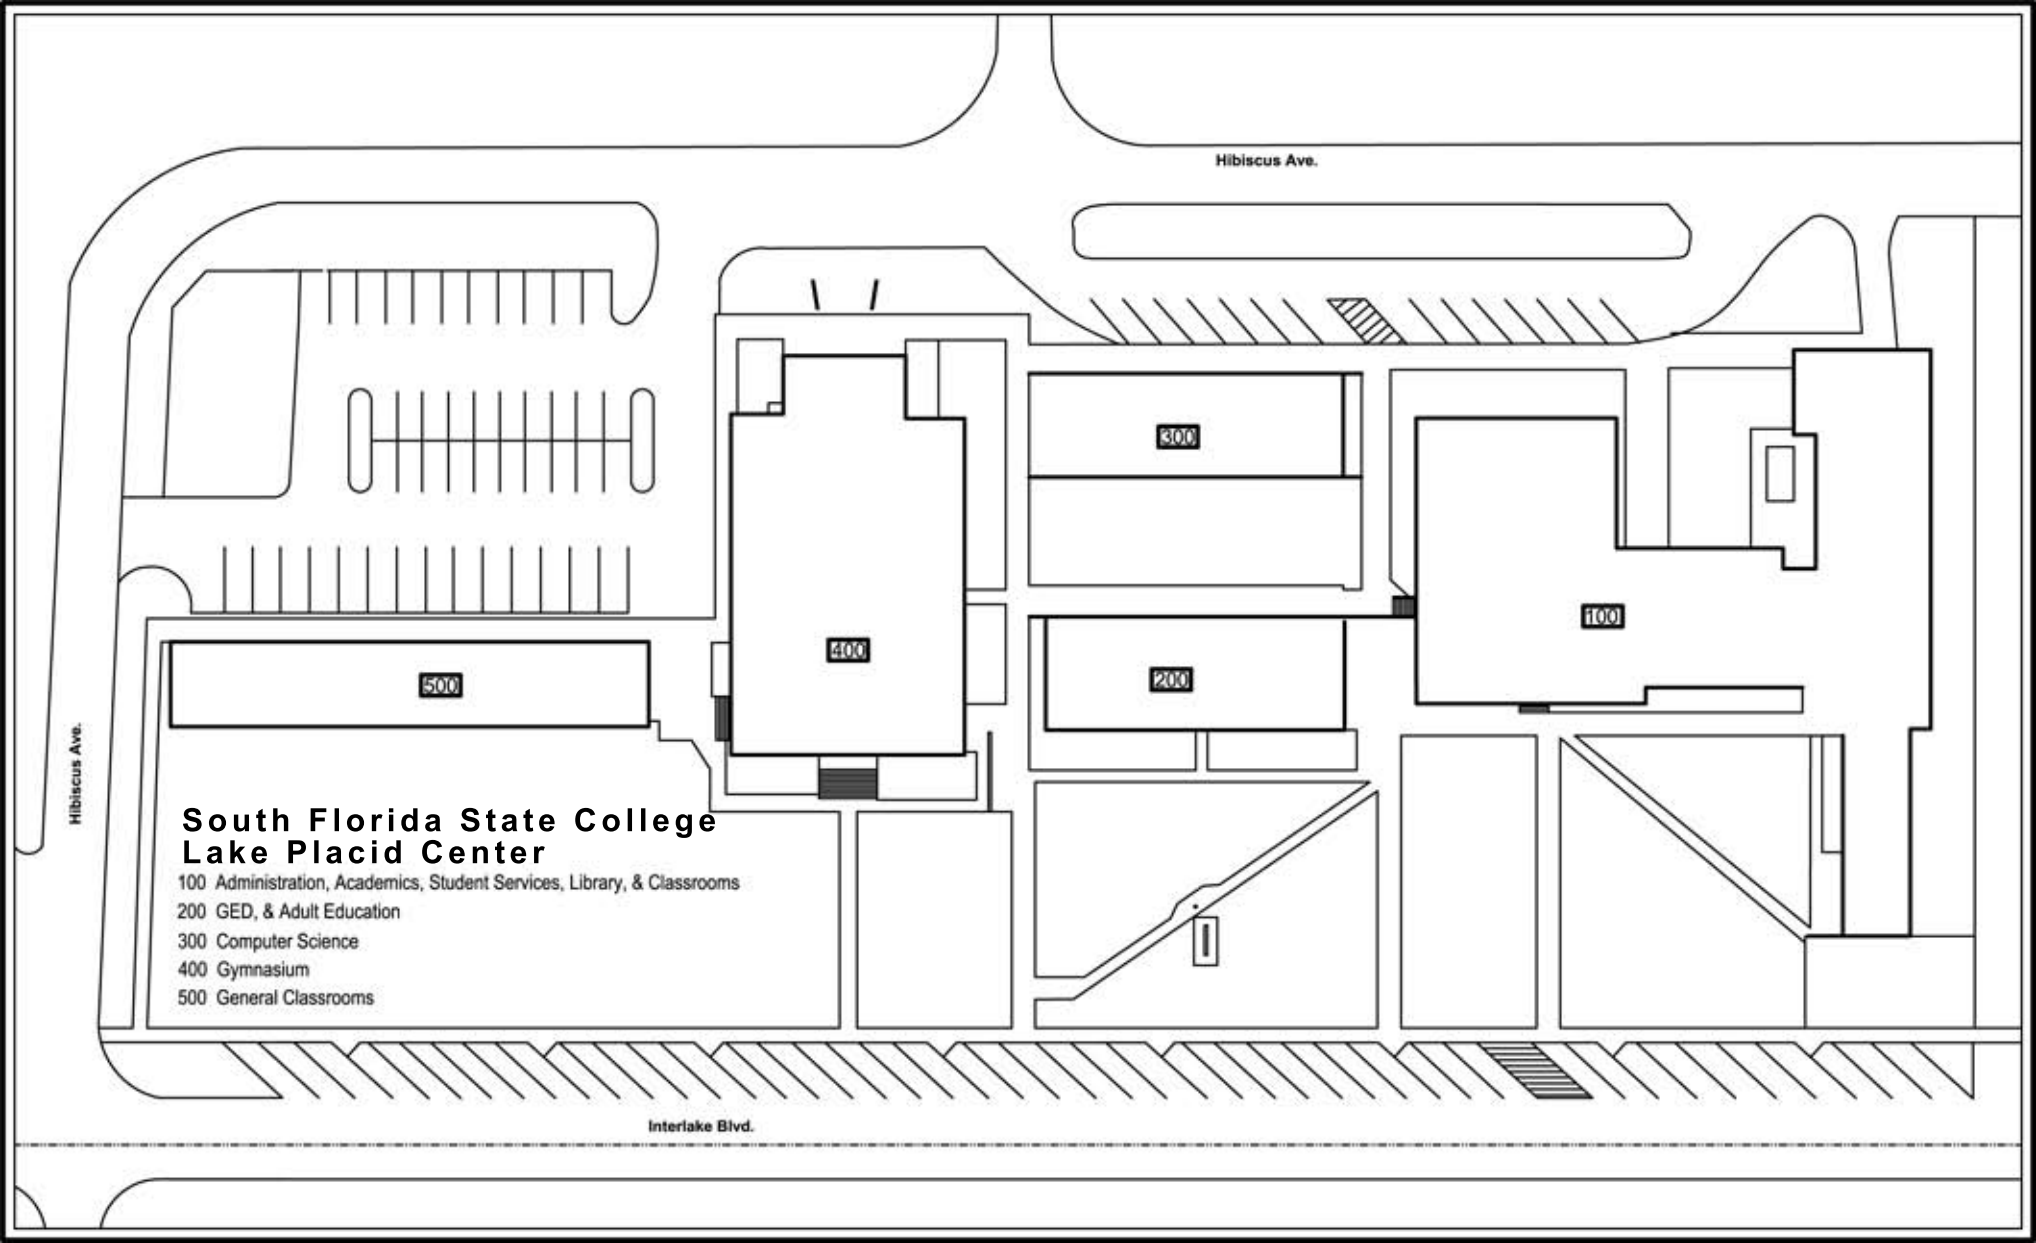 Hibiscus Ave.
300
100
400
200
500
Hibiscus Ave.
South Florida State College
Lake Placid Center
100 Administration, Academics, Student Services, Library, & Classrooms
200 GED, & Adult Education
300 Computer Science
400 Gymnasium
500 General Classrooms
Interlake Blvd.